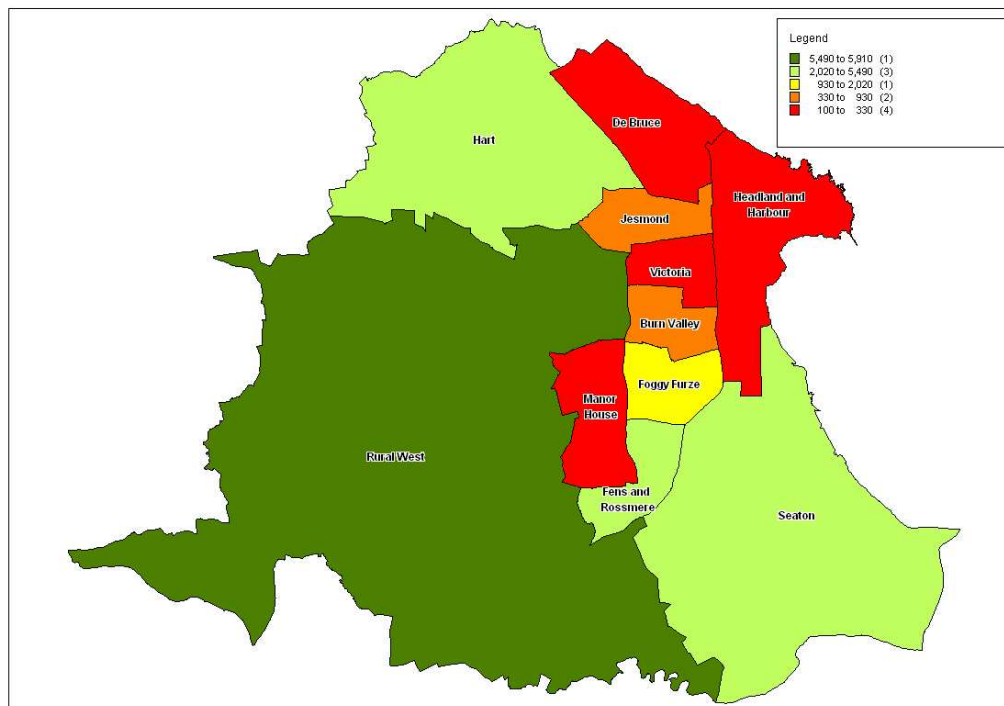 Legend
5,490 to 5,910 (1)
2,020 to 5,490 (3)
930 to 2,020 (1)
330 to 930 (2)
100 to 330 (4)
De Bruce
Hart
Headland and
Harbour
Jesmond
Victoria
Burn Valley
Foggy Furze
Manor
House
Rural West
Fens and
Rossmere
Seaton